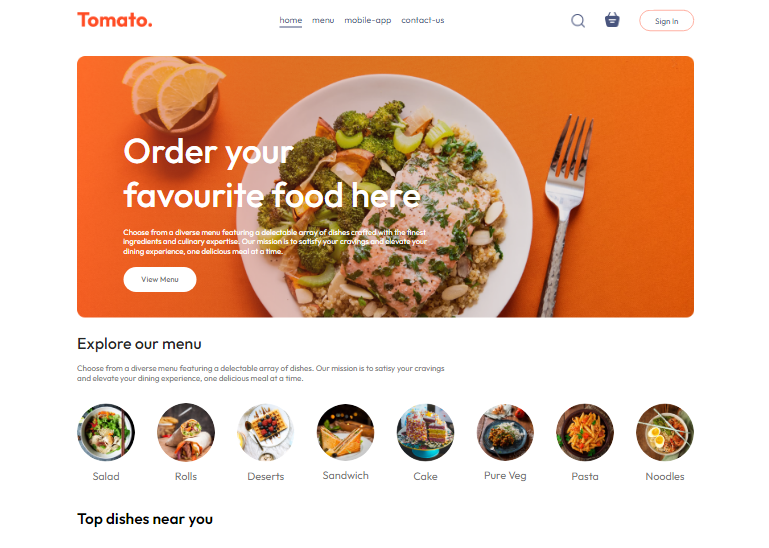 Tomato.
home menu mobile-app contact-us
Sign In
Order your
favourite food here
Choose from a diverse menu featuring a delectable array of dishes crafted with the finest
ingredients and culinary expertise. Our mission is to satisfy your cravings and elevate your
dining experience, one delicious meal at a time.
View Menu
Explore our menu
Choose from a diverse menu featuring a delectable array of dishes. Our mission is to satisy your cravings
and elevate your dining experience, one delicious meal at a time.
Salad Rolls Deserts Sandwich Cake Pure Veg Pasta Noodles
Top dishes near you